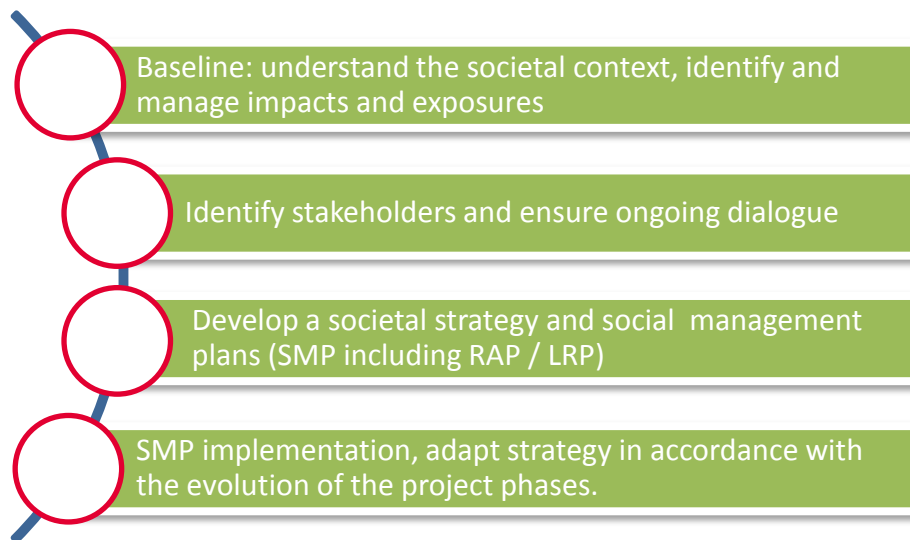 Baseline: understand the societal context, identify and
manage impacts and exposures
Identify stakeholders and ensure ongoing dialogue
Develop a societal strategy and social  management
plans (SMP including RAP / LRP)
SMP implementation, adapt strategy in accordance with
the evolution of the project phases.